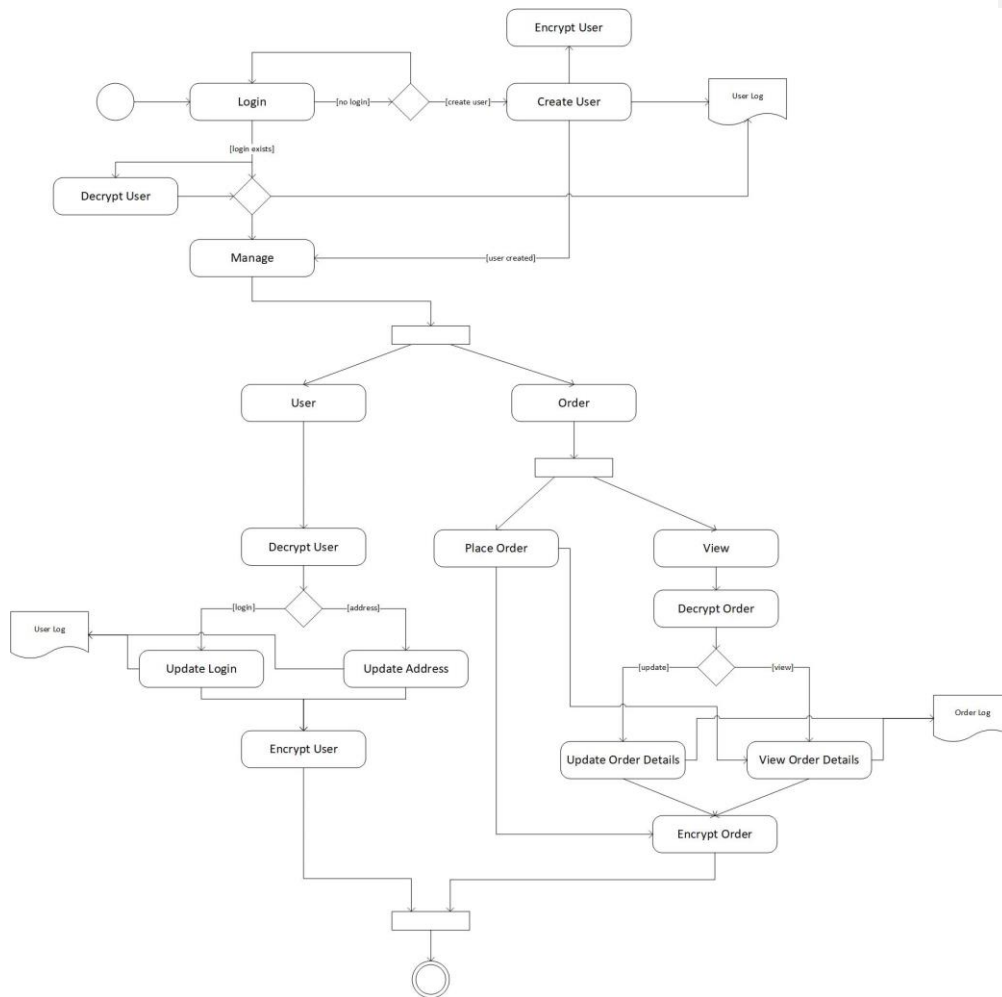 Encrypt User
Login
[no login]
[create user]
Create User
User Log
[login exists]
Decrypt User
Manage
[user created]
User
Order
Decrypt User
Place Order
View
Decrypt Order
[login]
[address]
User Log
Update Login
Update Address
[update]
[view]
Order Log
Encrypt User
Update Order Details
View Order Details
Encrypt Order